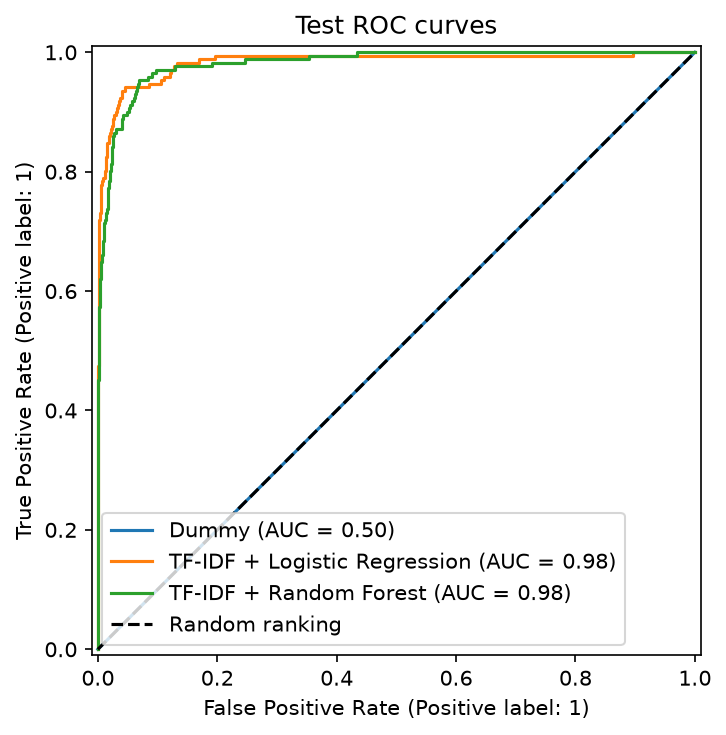 Test ROC curves
True Positive Rate (Positive label: 1)
1.0
0.8
0.6
0.4
0.2
0.0
Dummy (AUC = 0.50)
TF-IDF + Logistic Regression (AUC = 0.98)
TF-IDF + Random Forest (AUC = 0.98)
Random ranking
0.0 0.2 0.4 0.6 0.8 1.0
False Positive Rate (Positive label: 1)